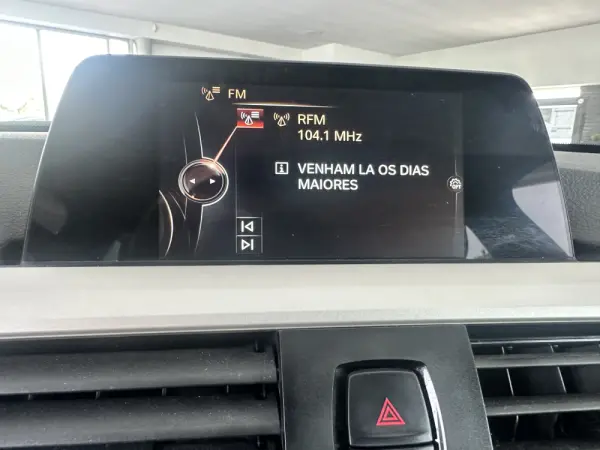 FM
RFM
104.1 MHz
VENHAM LA OS DIAS
MAIORES